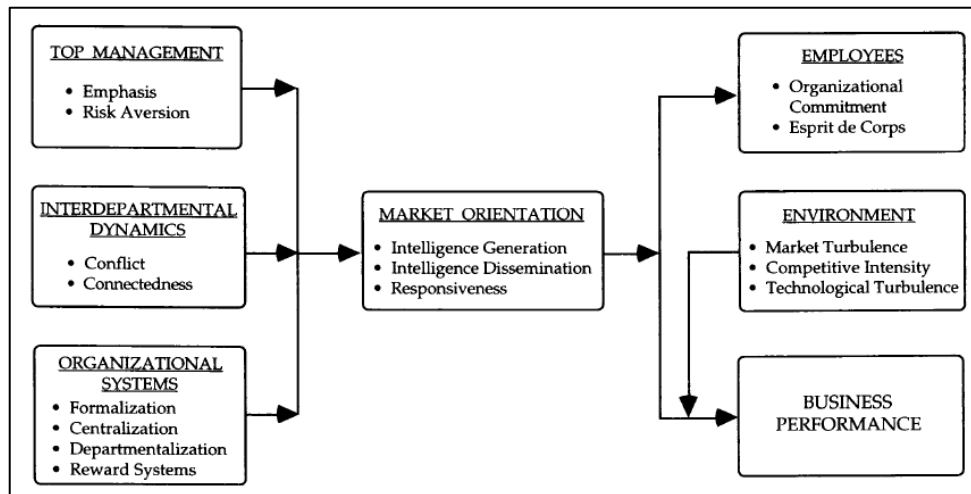 TOP MANAGEMENT
• Emphasis
• Risk Aversion
INTERDEPARTMENTAL
DYNAMICS
• Conflict
• Connectedness
ORGANIZATIONAL
SYSTEMS
• Formalization
• Centralization
• Departmentalization
• Reward Systems
MARKET ORIENTATION
• Intelligence Generation
• Intelligence Dissemination
• Responsiveness
EMPLOYEES
• Organizational
Commitment
• Esprit de Corps
ENVIRONMENT
• Market Turbulence
• Competitive Intensity
• Technological Turbulence
BUSINESS
PERFORMANCE